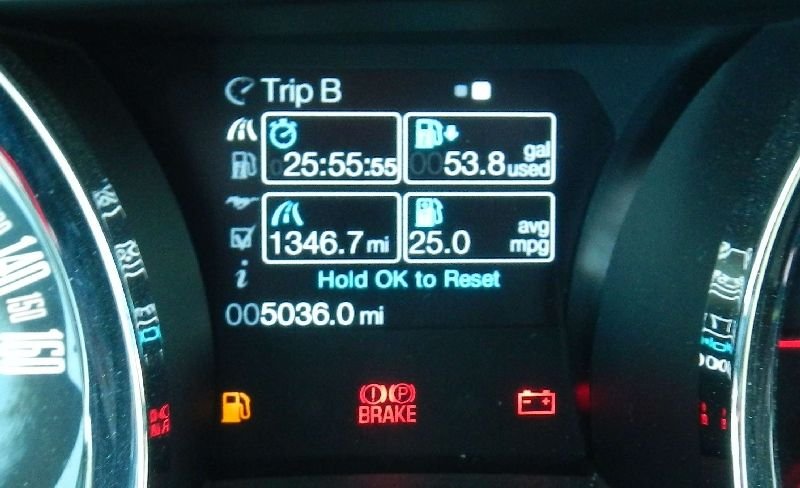 Trip B
25:55:55
0053.8 gal used
1346.7 mi
25.0 avg mpg
i
Hold OK to Reset
005036.0 mi
140
150
160
(!) (P)
BRAKE
- +